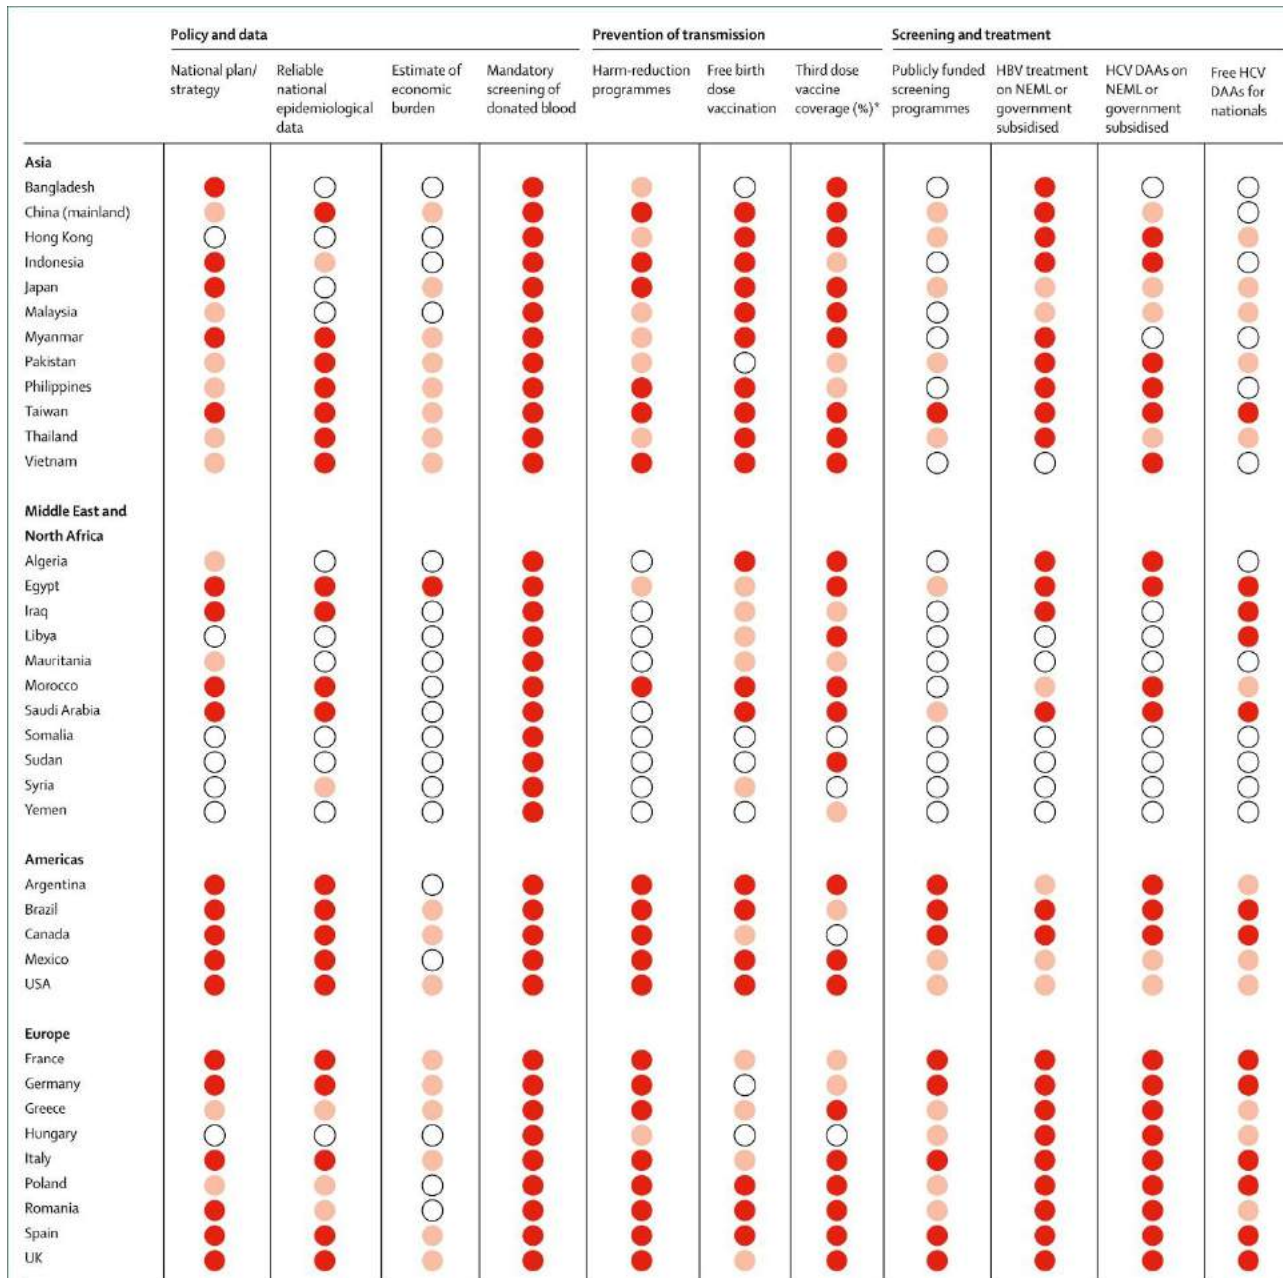 Policy and data Prevention of transmission Screening and treatment
National plan/ Reliable Estimate of Mandatory Harm-reduction Free birth Third dose Publicly funded HBV treatment HCV DAAs on Free HCV
strategy national economic screening of programmes dose vaccine screening on NEML or NEML or DAAs for
epidemiological burden donated blood vaccination coverage (%)* programmes government government nationals
data subsidised subsidised
Asia
Bangladesh
China (mainland)
Hong Kong
Indonesia
Japan
Malaysia
Myanmar
Pakistan
Philippines
Taiwan
Thailand
Vietnam
Middle East and
North Africa
Algeria
Egypt
Iraq
Libya
Mauritania
Morocco
Saudi Arabia
Somalia
Sudan
Syria
Yemen
Americas
Argentina
Brazil
Canada
Mexico
USA
Europe
France
Germany
Greece
Hungary
Italy
Poland
Romania
Spain
UK